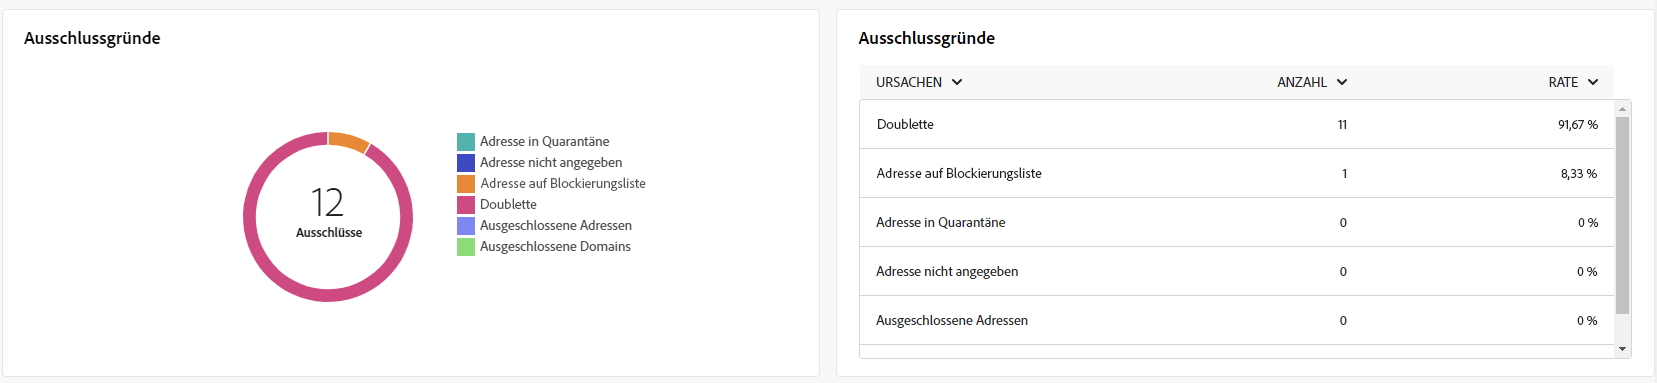 Ausschlussgründe
12
Ausschlüsse
Adresse in Quarantäne
Adresse nicht angegeben
Adresse auf Blockierungsliste
Doublette
Ausgeschlossene Adressen
Ausgeschlossene Domains
Ausschlussgründe
URSACHEN ANZAHL RATE
Doublette 11 91,67 %
Adresse auf Blockierungsliste 1 8,33 %
Adresse in Quarantäne 0 0 %
Adresse nicht angegeben 0 0 %
Ausgeschlossene Adressen 0 0 %